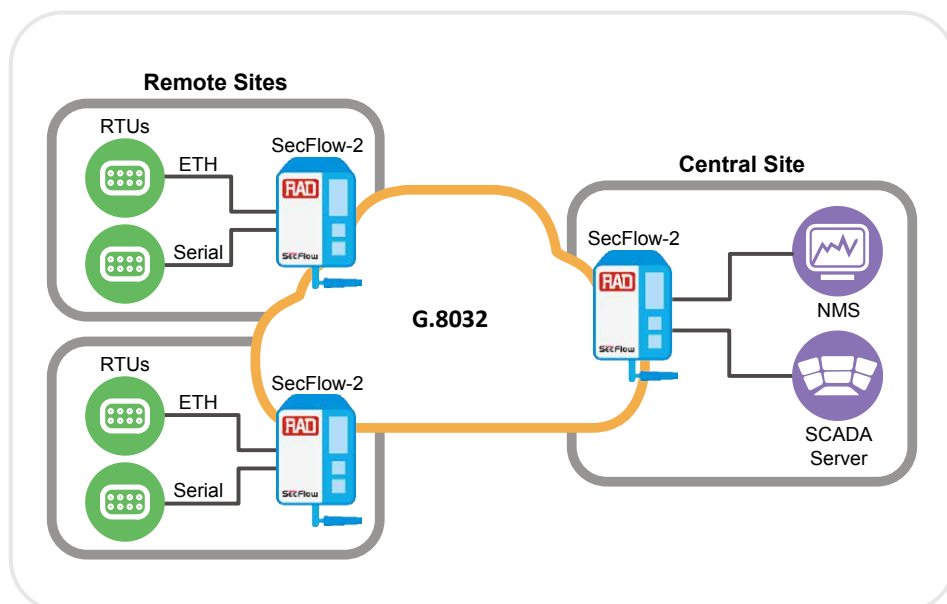 Remote Sites
RTUs
ETH
Serial
SecFlow-2
RAD
SecFlow
RTUs
ETH
Serial
SecFlow-2
RAD
SecFlow
G.8032
Central Site
SecFlow-2
RAD
SecFlow
NMS
SCADA
Server